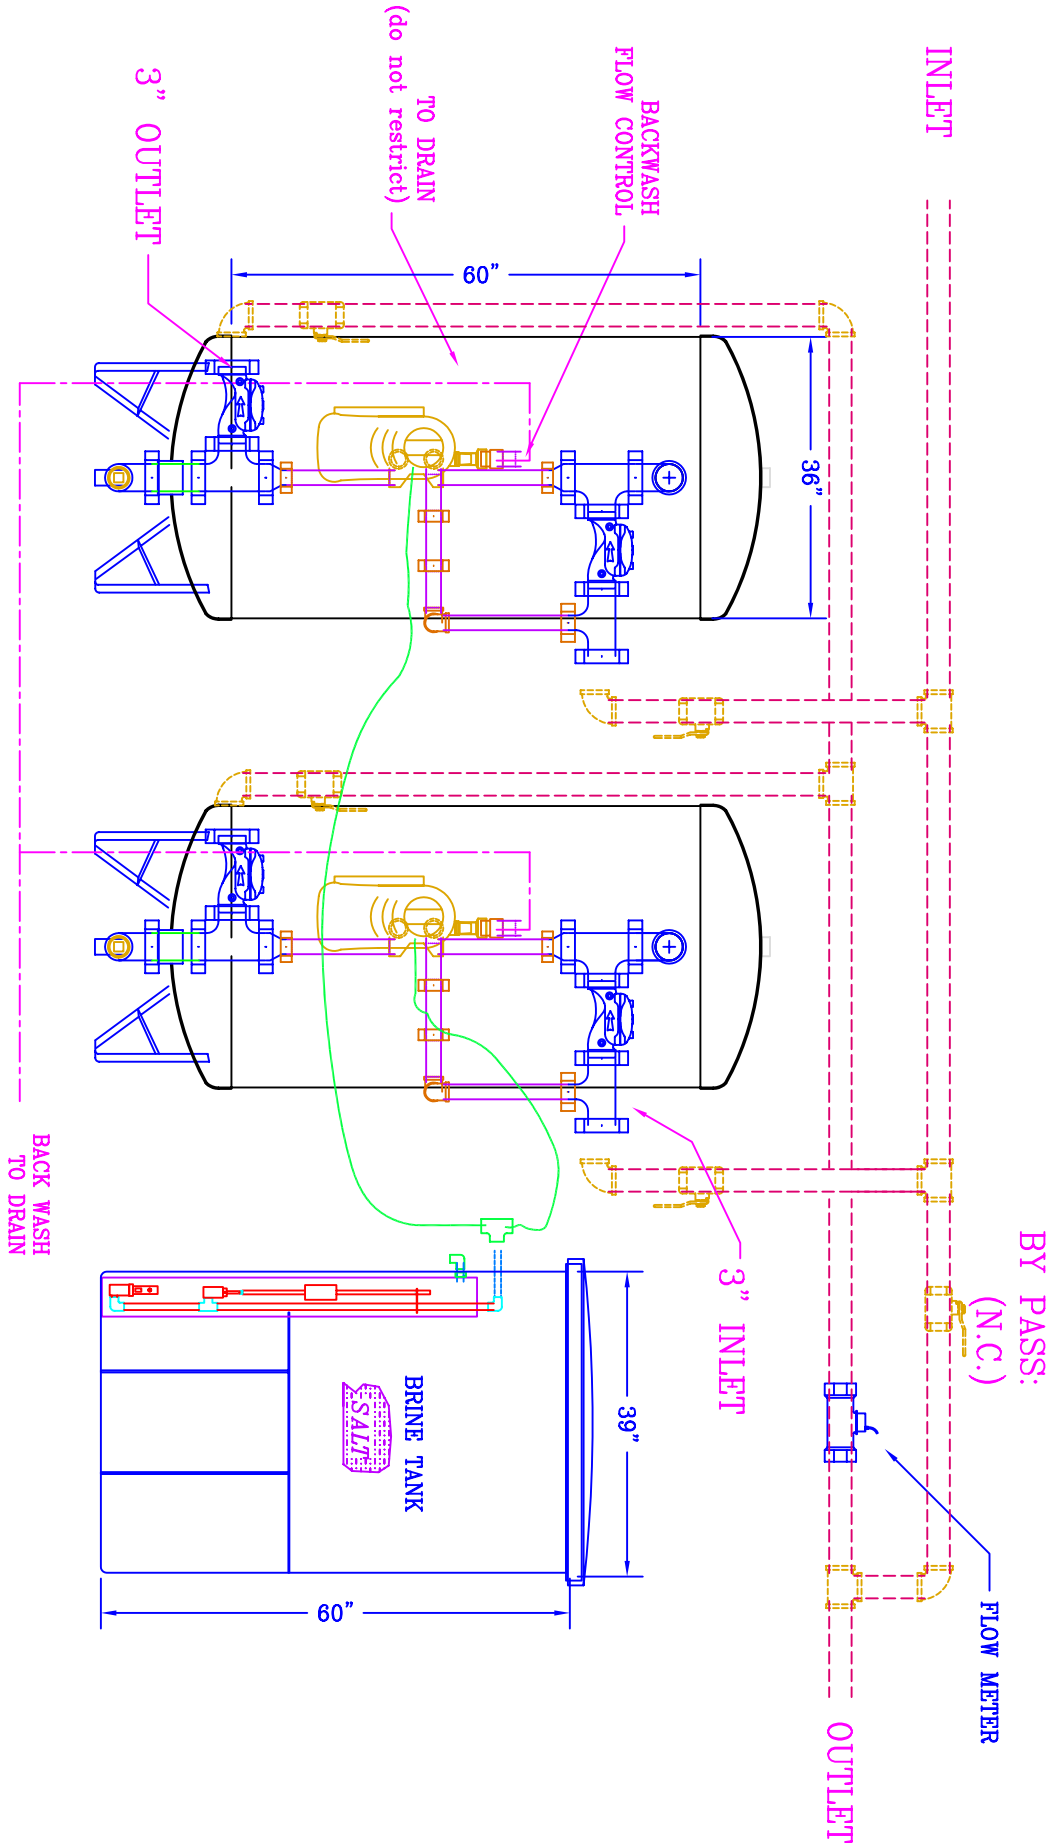 INLET
BY PASS:
(N.C.)
FLOW METER
OUTLET
BACKWASH
FLOW CONTROL
TO DRAIN
(do not restrict)
3" OUTLET
60"
36"
3" INLET
39"
BRINE TANK
SALT
60"
BACK WASH
TO DRAIN